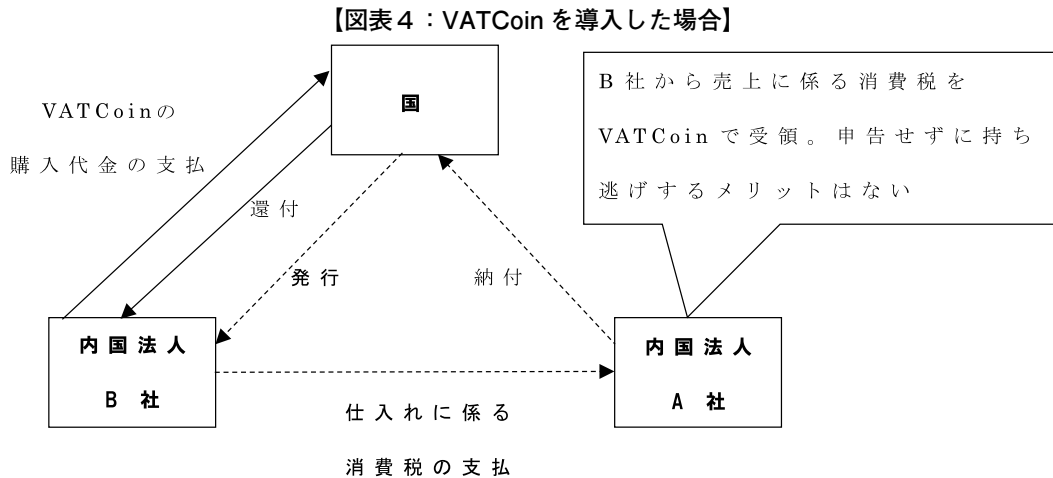 【図表４：VATCoin を導入した場合】
国
B 社から売上に係る消費税を
VATCoin で受領。申告せずに持ち
逃げするメリットはない
VATCoinの
購入代金の支払
還付
発行
納付
内国法人
B 社
内国法人
A 社
仕入れに係る
消費税の支払